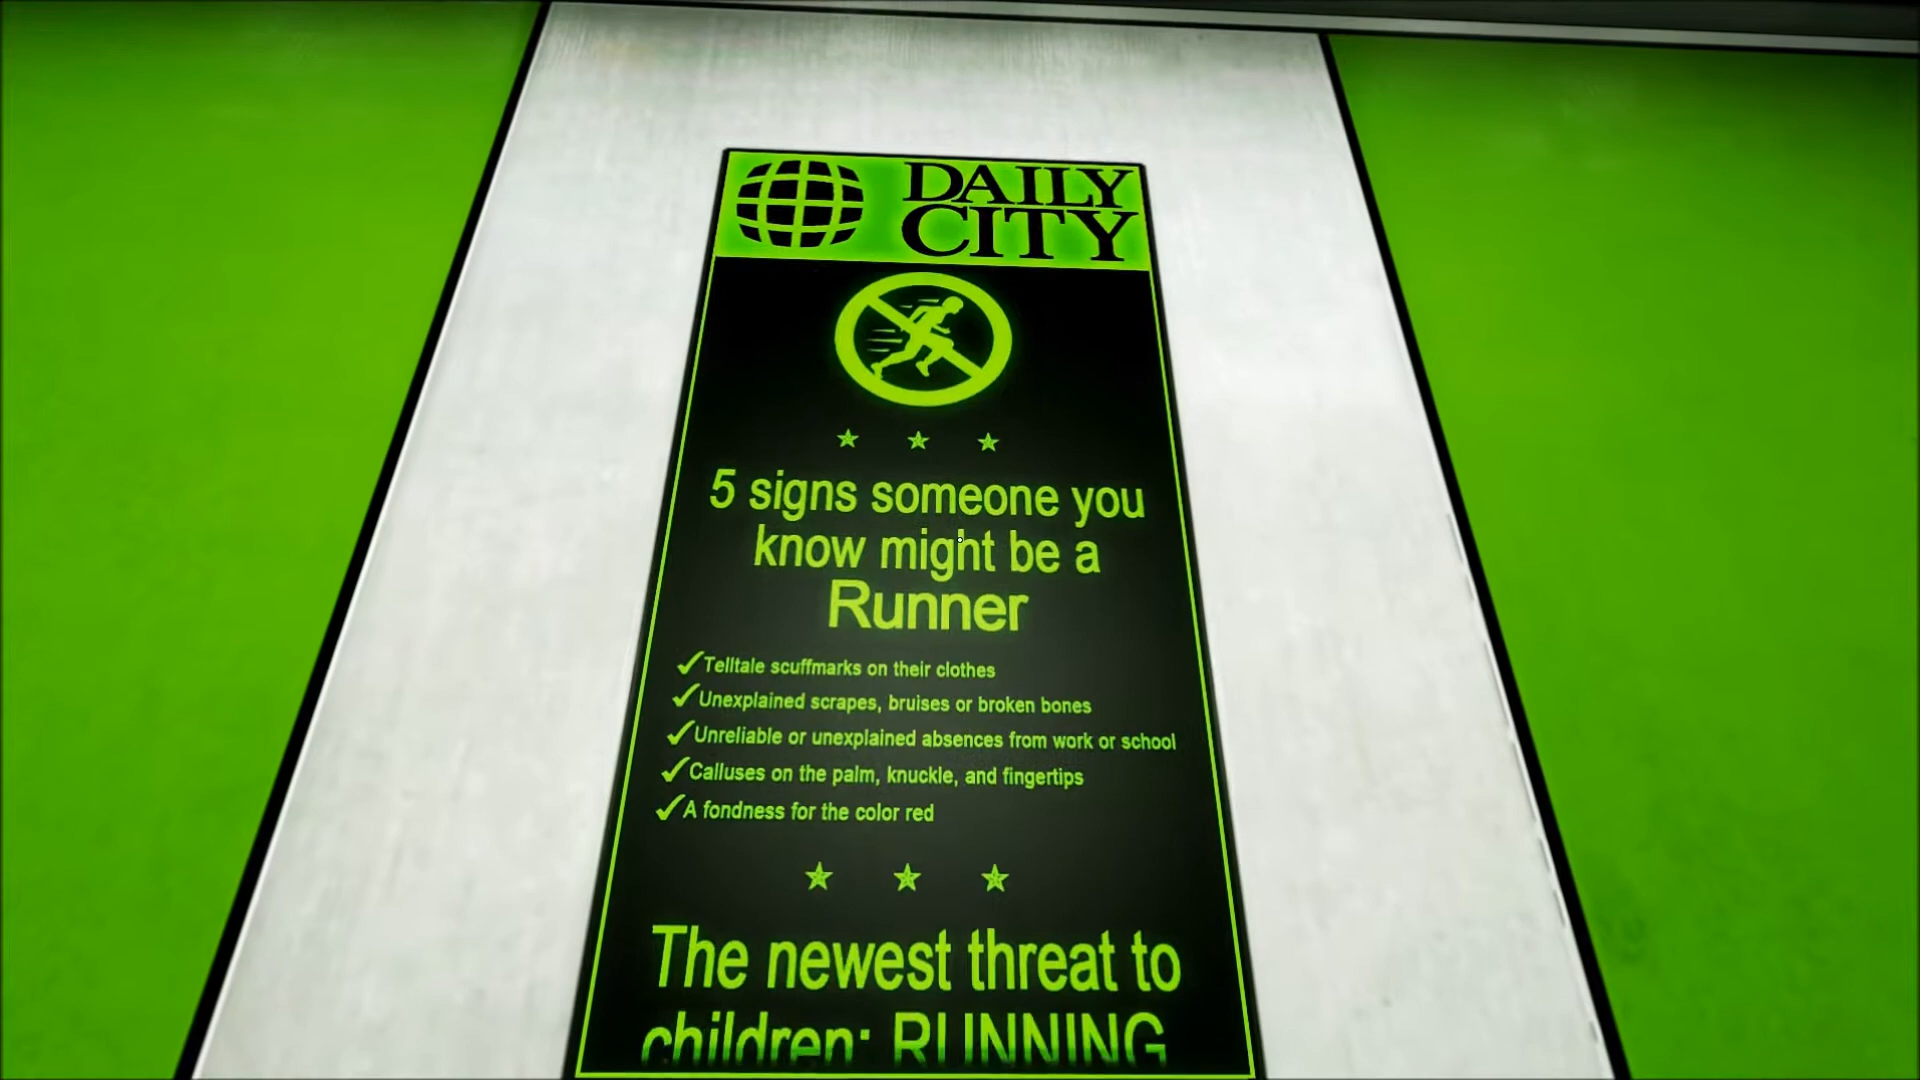 DAILY
CITY
5 signs someone you
know might be a
Runner
Telltale scuffmarks on their clothes
Unexplained scrapes, bruises or broken bones
Unreliable or unexplained absences from work or school
Calluses on the palm, knuckle, and fingertips
A fondness for the color red
The newest threat to
children: RUNNING